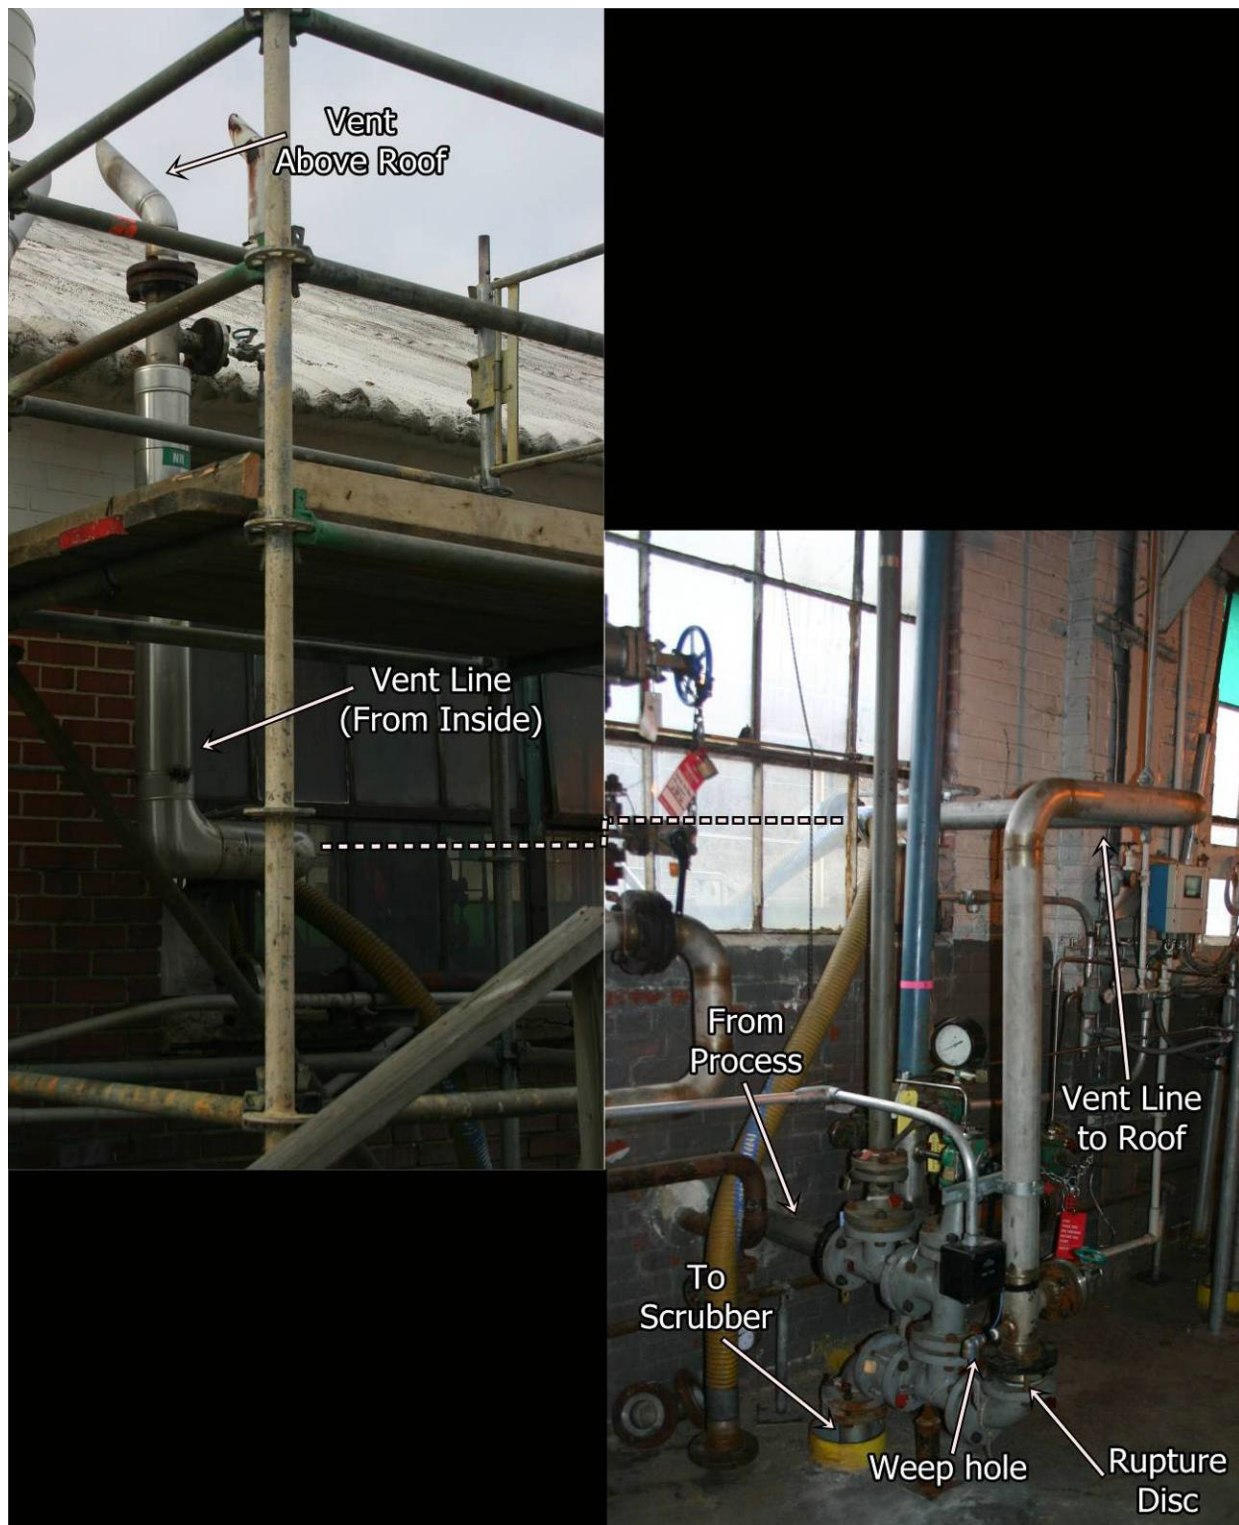 Vent
Above Roof
NR
Vent Line
(From Inside)
From
Process
Vent Line
to Roof
To
Scrubber
Weep hole
Rupture
Disc